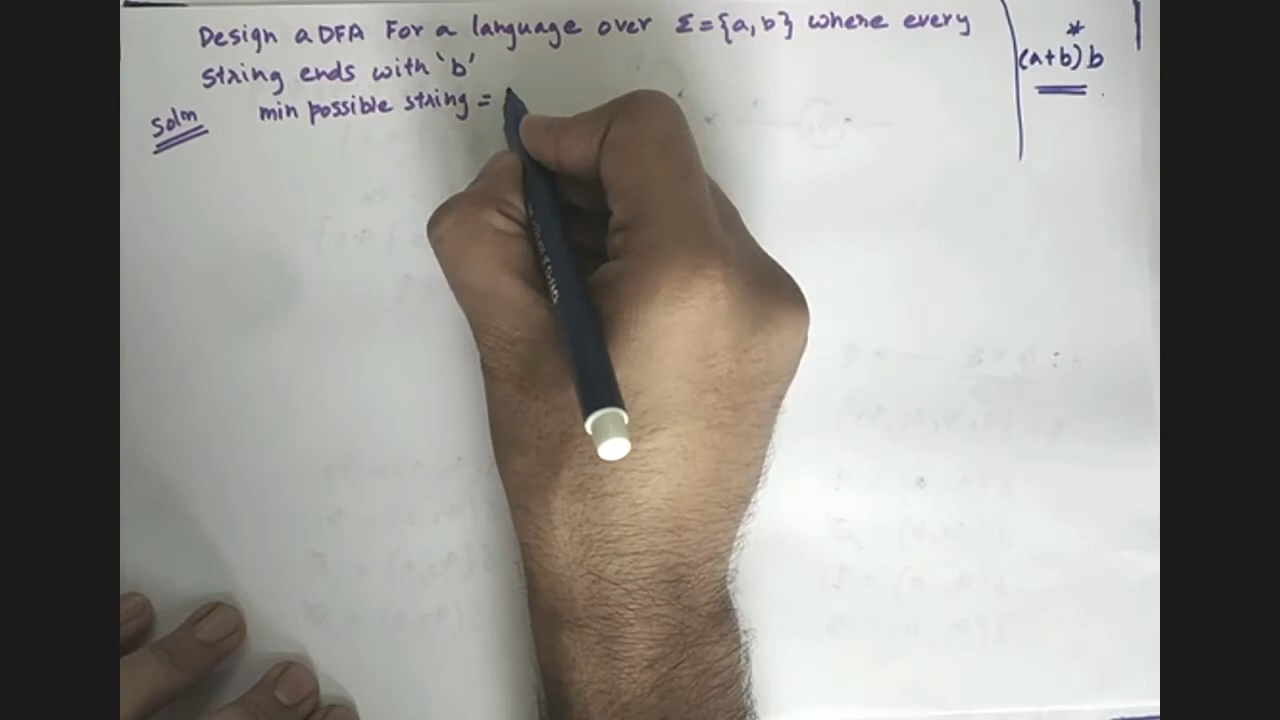 Design a DFA For a language over Σ={a,b} where every
string ends with 'b'
Soln min possible string =
(a+b)*b